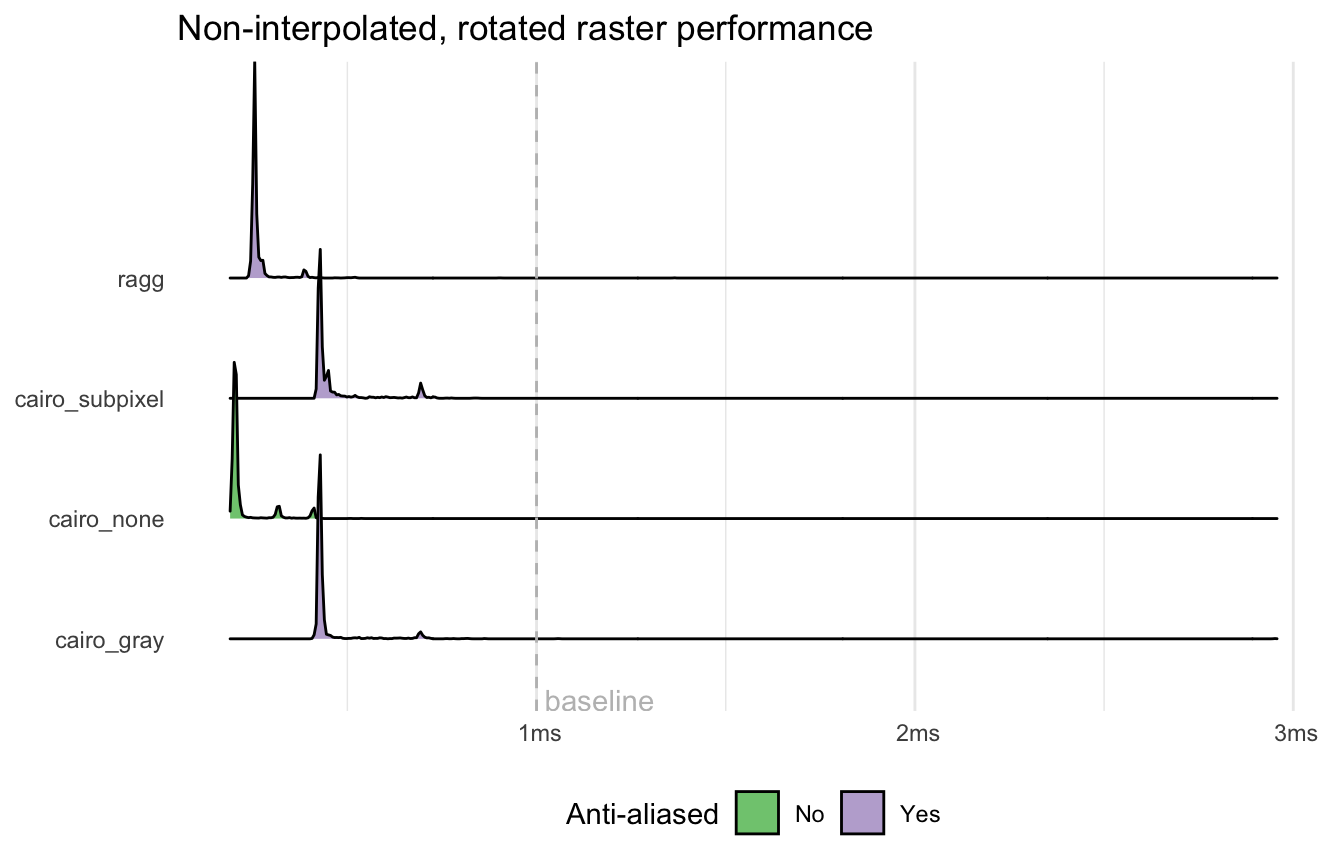 Non-interpolated, rotated raster performance
ragg
cairo_subpixel
cairo_none
cairo_gray
baseline
1ms 2ms 3ms
Anti-aliased No Yes